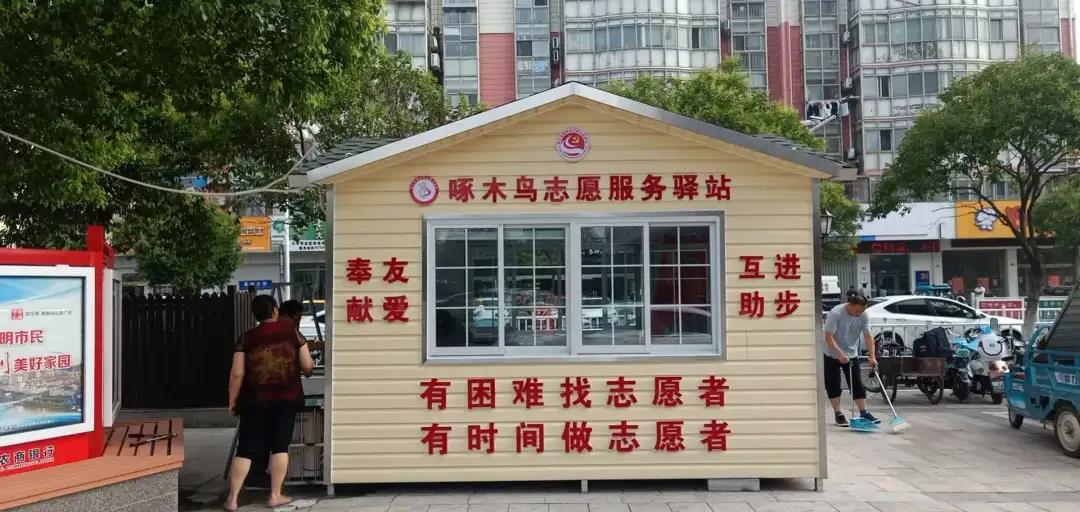 啄木鸟志愿服务驿站
奉友
献爱
互进
助步
有困难找志愿者
有时间做志愿者
明市民
美好家园
农商银行